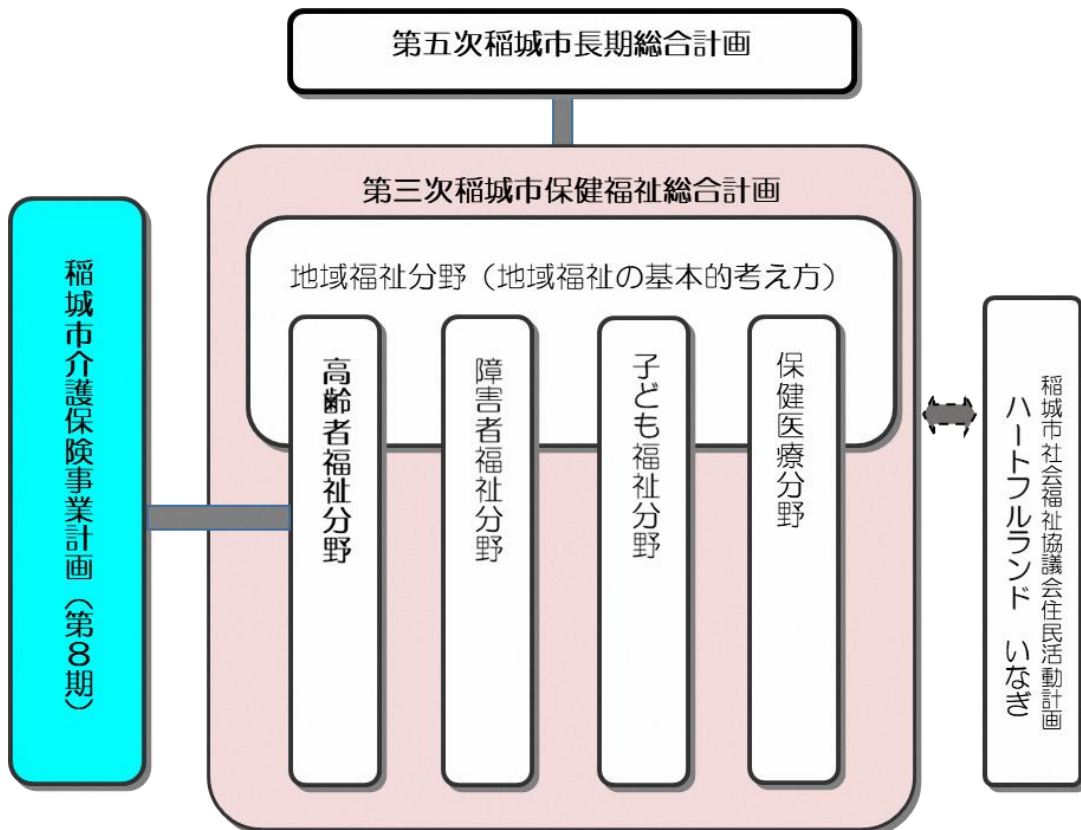 第五次稲城市長期総合計画
第三次稲城市保健福祉総合計画
地域福祉分野（地域福祉の基本的考え方）
高齢者福祉分野
障害者福祉分野
子ども福祉分野
保健医療分野
稲城市介護保険事業計画（第8期）
稲城市社会福祉協議会住民活動計画
ハートフルランド　いなぎ